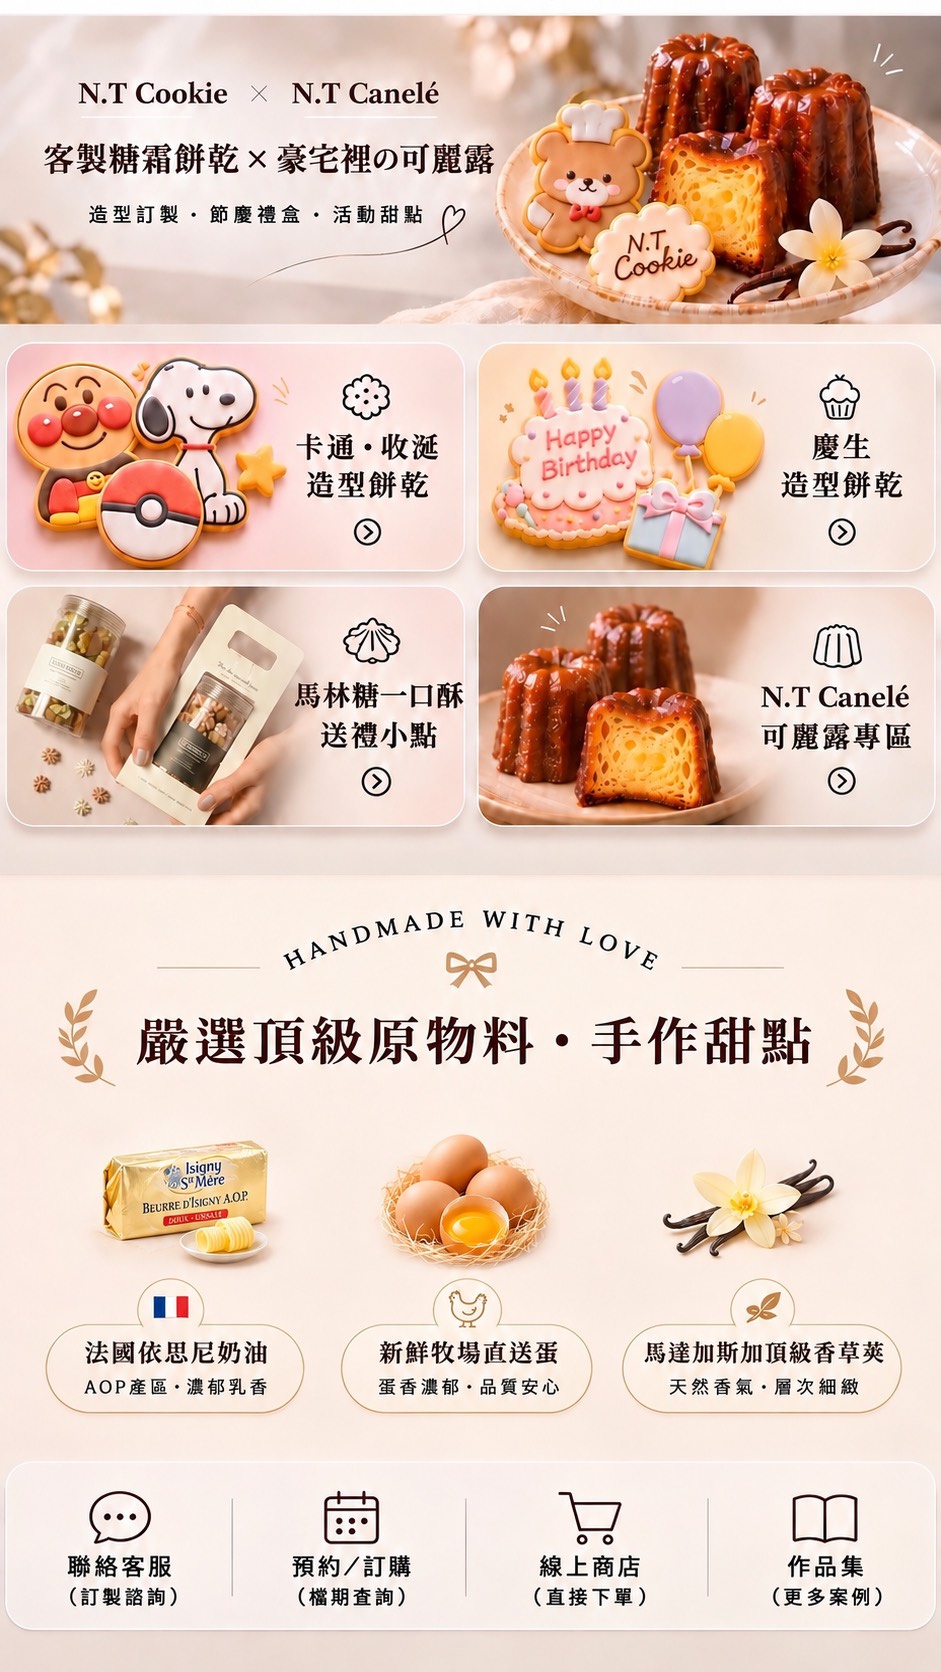 N.T Cookie × N.T Canelé
客製糖霜餅乾 × 豪宅裡の可麗露
造型訂製・節慶禮盒・活動甜點
N.T
Cookie
卡通・收涎
造型餅乾
Happy
Birthday
慶生
造型餅乾
馬林糖一口酥
送禮小點
N.T Canelé
可麗露專區
HANDMADE WITH LOVE
嚴選頂級原物料・手作甜點
Isigny
Ste Mère
BEURRE D'ISIGNY A.O.P.
法國依思尼奶油
AOP產區・濃郁乳香
新鮮牧場直送蛋
蛋香濃郁・品質安心
馬達加斯加頂級香草莢
天然香氣・層次細緻
聯絡客服
（訂製諮詢）
預約／訂購
（檔期查詢）
線上商店
（直接下單）
作品集
（更多案例）